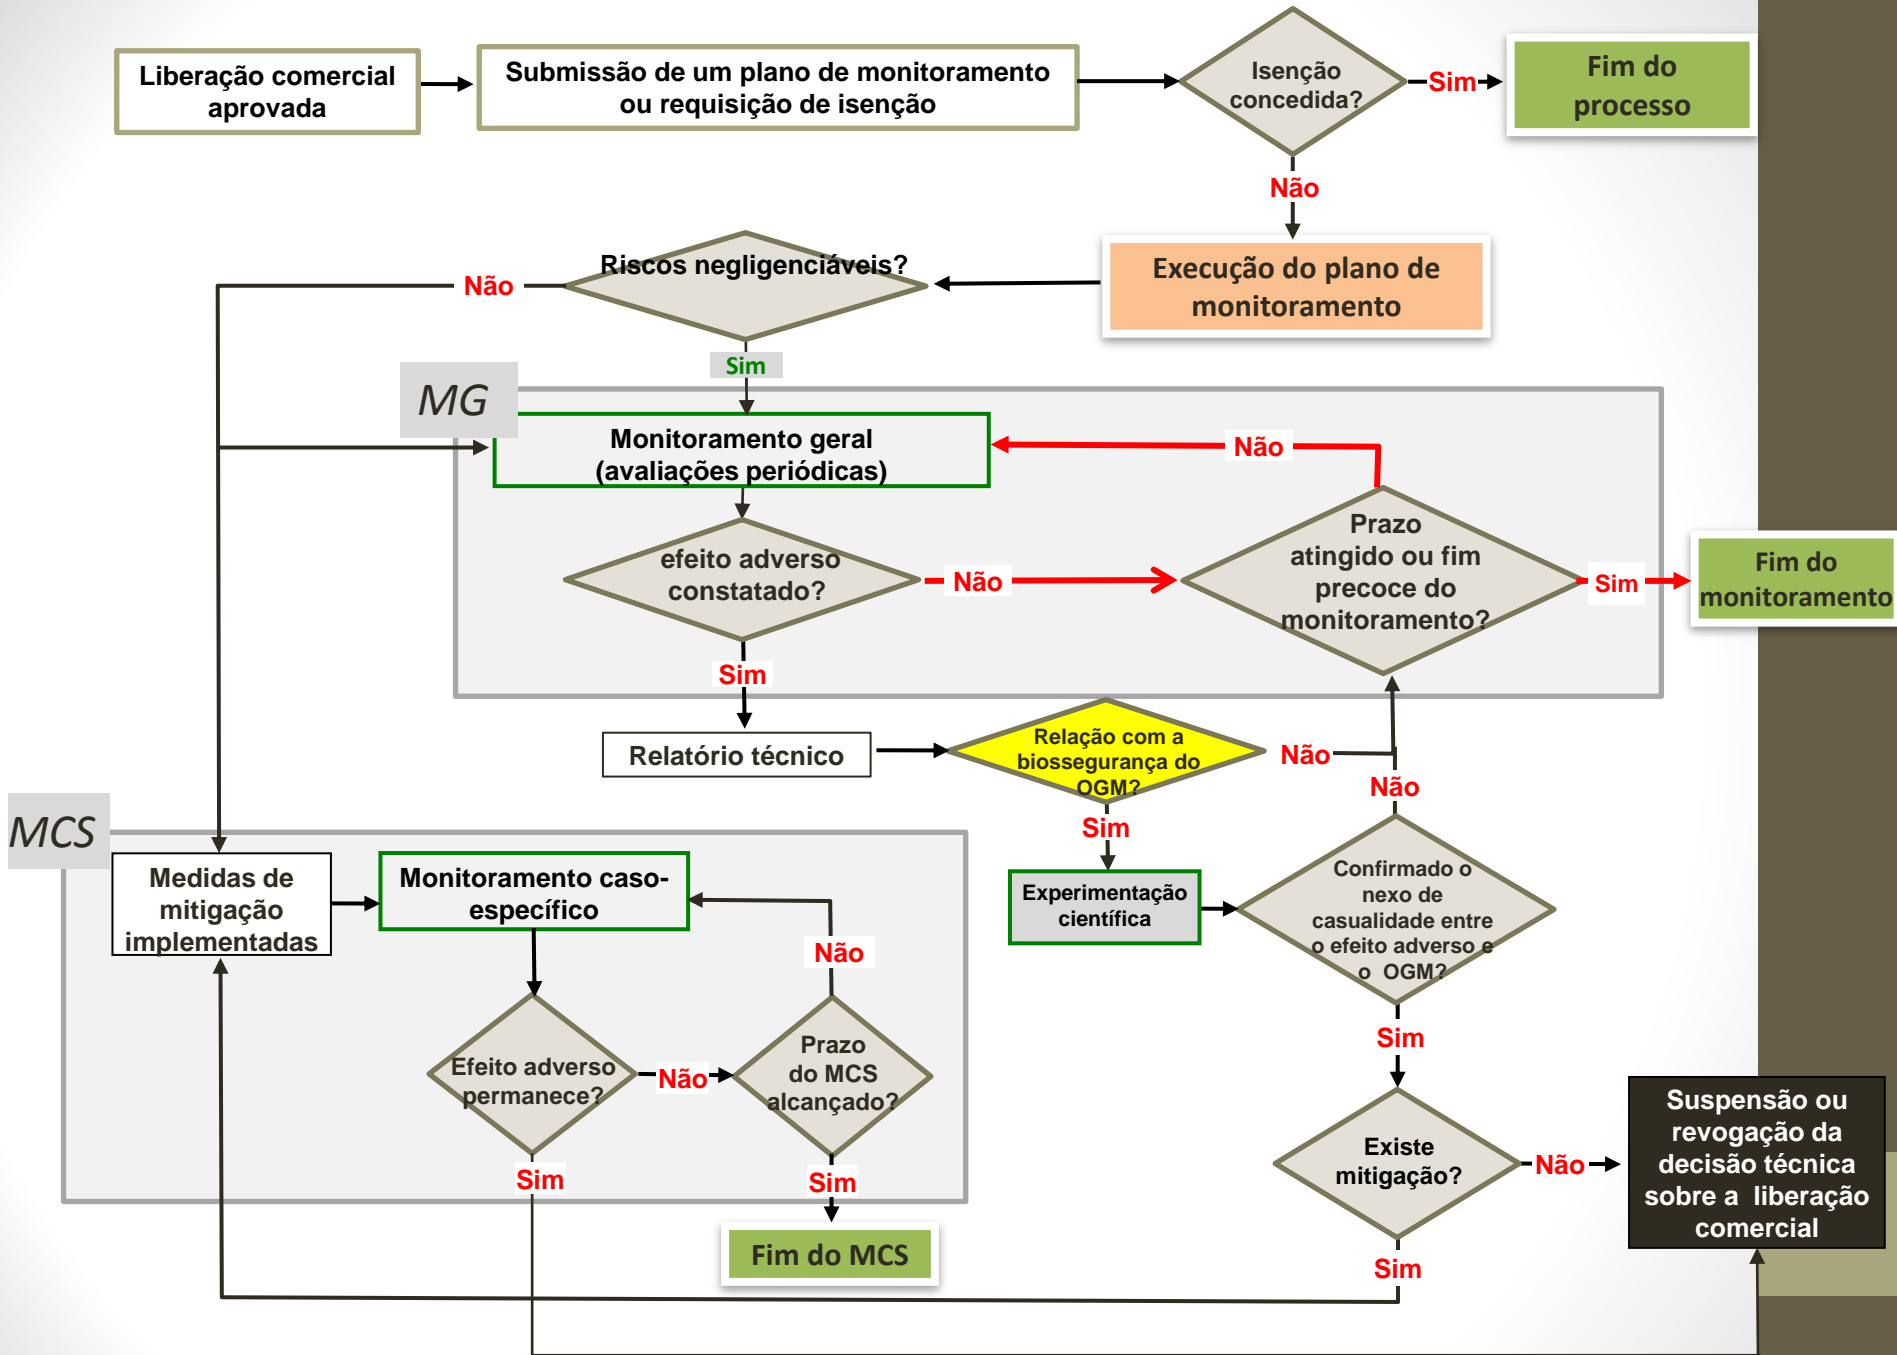 Liberação comercial
aprovada
Submissão de um plano de monitoramento
ou requisição de isenção
Isenção
concedida?
Sim
Fim do
processo
Não
Execução do plano de
monitoramento
Riscos negligenciáveis?
Não
Sim
MG
Monitoramento geral
(avaliações periódicas)
Não
efeito adverso
constatado?
Não
Prazo
atingido ou fim
precoce do
monitoramento?
Sim
Fim do
monitoramento
Sim
Relatório técnico
Relação com a
biossegurança do
OGM?
Não
Não
Sim
Experimentação
científica
Confirmado o
nexo de
casualidade entre
o efeito adverso e
o OGM?
Sim
Existe
mitigação?
Não
Suspensão ou
revogação da
decisão técnica
sobre a liberação
comercial
Sim
MCS
Medidas de
mitigação
implementadas
Monitoramento caso-
específico
Não
Efeito adverso
permanece?
Não
Prazo
do MCS
alcançado?
Sim
Sim
Fim do MCS